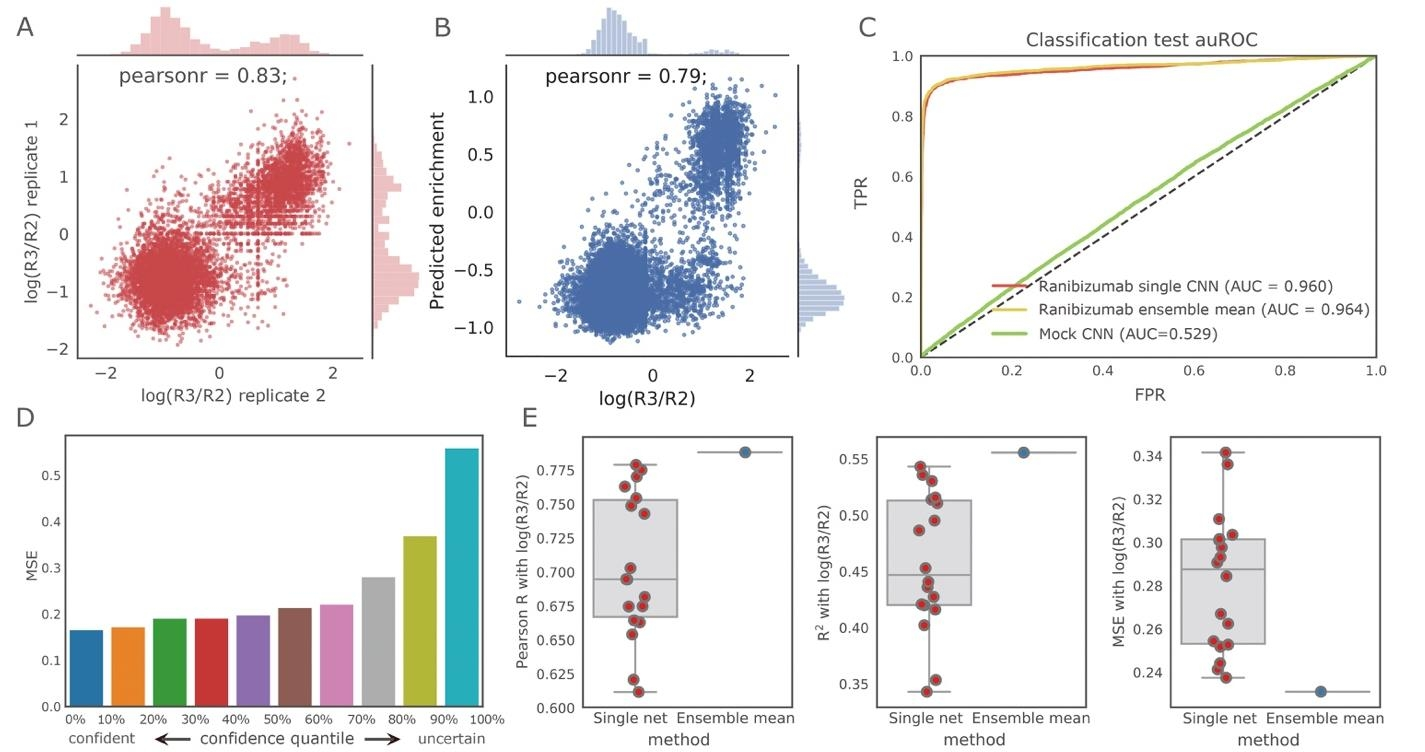 A
pearsonr = 0.83;
log(R3/R2) replicate 1
2
1
0
−1
−2
−2
0
2
log(R3/R2) replicate 2
B
pearsonr = 0.79;
Predicted enrichment
1.0
0.5
0.0
−0.5
−1.0
−2
0
2
log(R3/R2)
C
Classification test auROC
TPR
1.0
0.8
0.6
0.4
0.2
0.0
Ranibizumab single CNN (AUC = 0.960)
Ranibizumab ensemble mean (AUC = 0.964)
Mock CNN (AUC=0.529)
0.0
0.2
0.4
0.6
0.8
1.0
FPR
D
MSE
0.5
0.4
0.3
0.2
0.1
0.0
0% 10% 20% 30% 40% 50% 60% 70% 80% 90% 100%
confident confidence quantile uncertain
E
Pearson R with log(R3/R2)
0.775
0.750
0.725
0.700
0.675
0.650
0.625
0.600
Single net Ensemble mean
method
R² with log(R3/R2)
0.55
0.50
0.45
0.40
0.35
Single net Ensemble mean
method
MSE with log(R3/R2)
0.34
0.32
0.30
0.28
0.26
0.24
Single net Ensemble mean
method